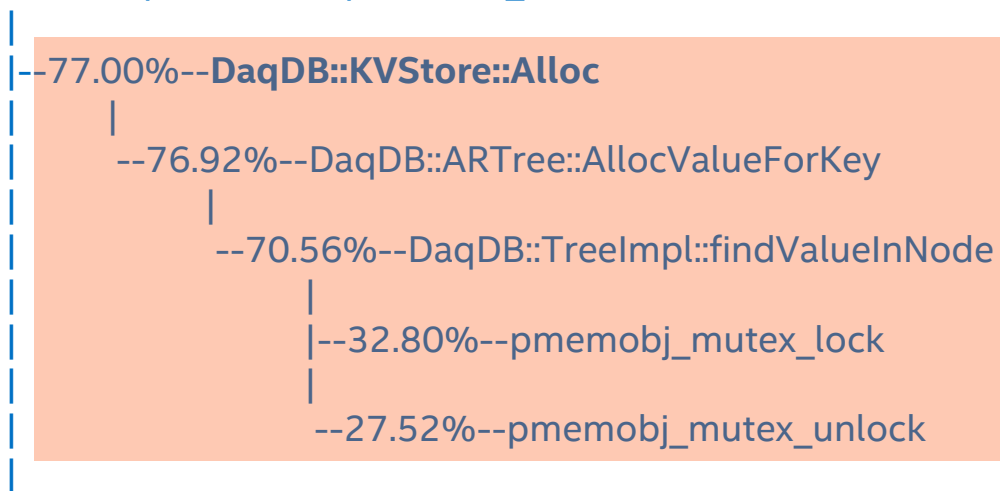 |
|--77.00%--DaqDB::KVStore::Alloc
| |
| --76.92%--DaqDB::ARTree::AllocValueForKey
| |
| --70.56%--DaqDB::TreeImpl::findValueInNode
| |
| |--32.80%--pmemobj_mutex_lock
| |
| --27.52%--pmemobj_mutex_unlock
|